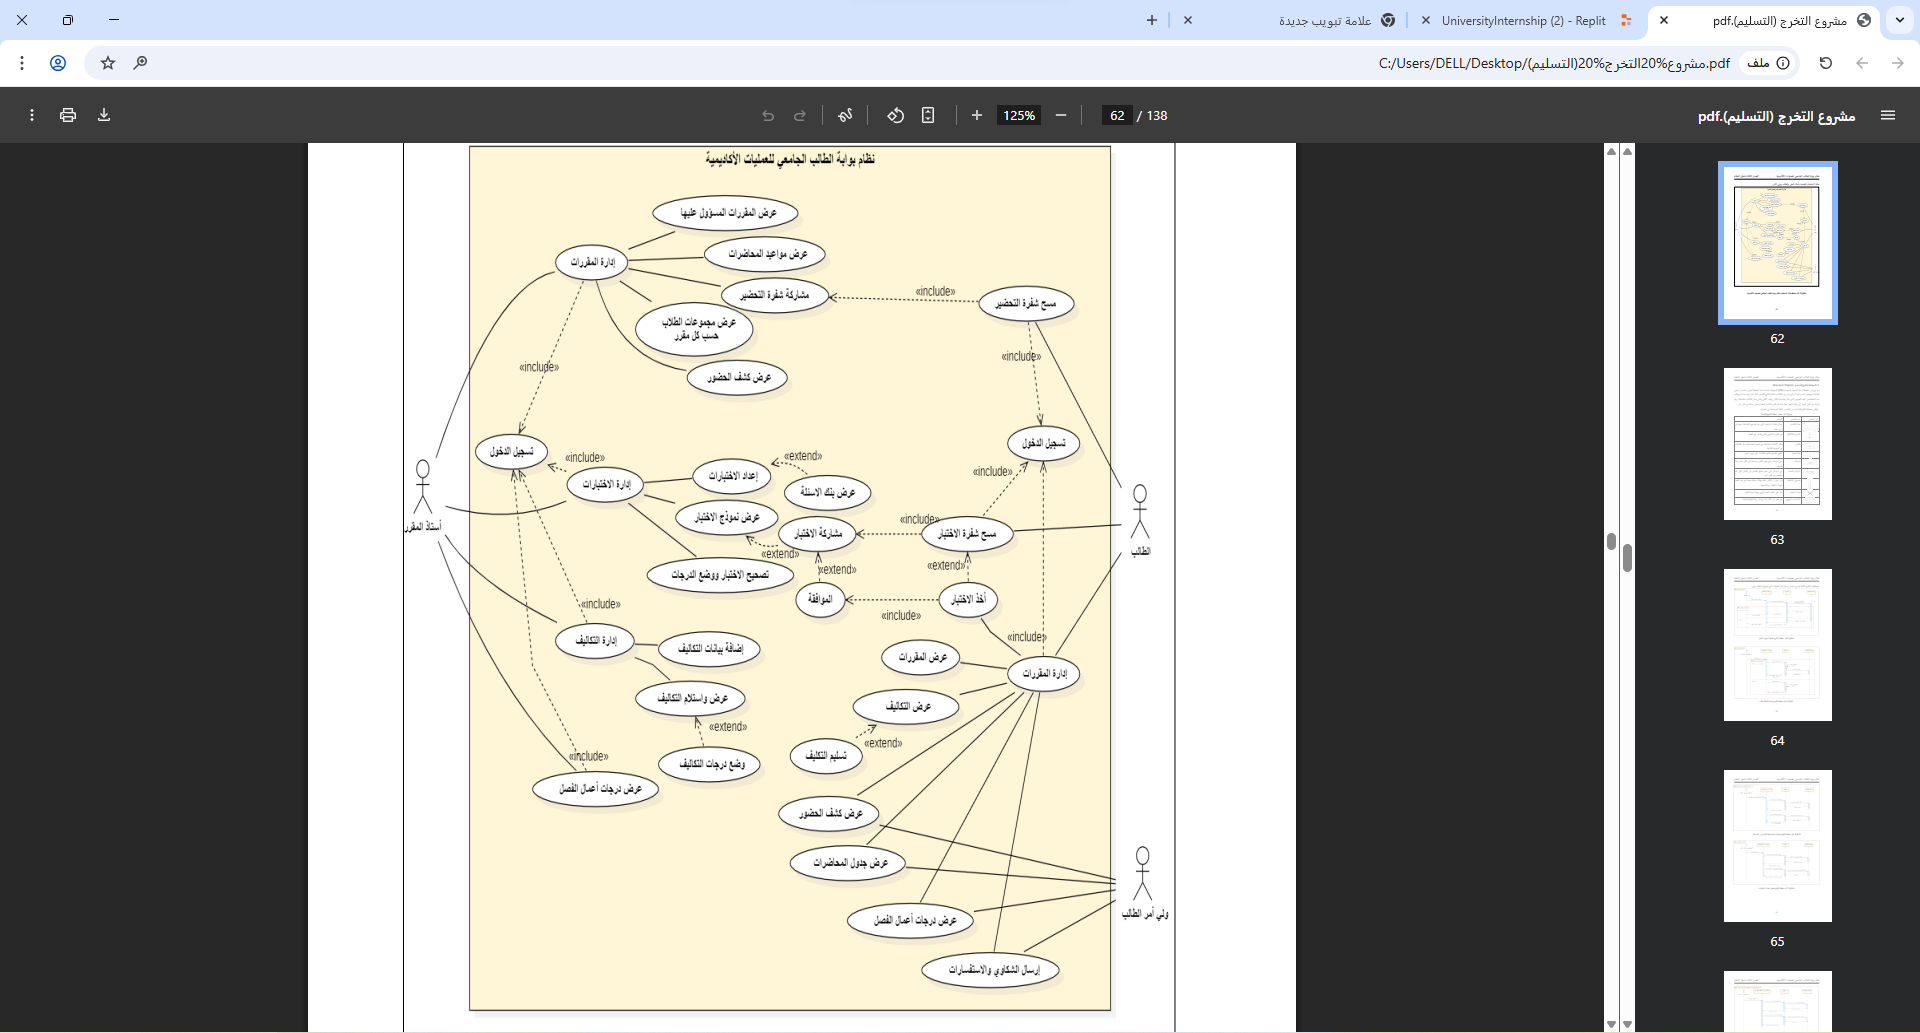 مشروع التخرج (التسليم).pdf
UniversityInternship (2) - Replit
علامة تبويب جديدة
ملف
C:/Users/DELL/Desktop/مشروع%20التخرج%20(التسليم).pdf
مشروع التخرج (التسليم).pdf
62 / 138
125%
نظام بوابة الطالب الجامعي للعمليات الأكاديمية
عرض المقررات المسؤول عليها
إدارة المقررات
عرض مواعيد المحاضرات
مشاركة شفرة التحضير
«include»
مسح شفرة التحضير
عرض مجموعات الطلاب
حسب كل مقرر
«include»
«include»
عرض كشف الحضور
تسجيل الدخول
تسجيل الدخول
«include»
«extend»
«include»
إدارة الاختبارات
إعداد الاختبارات
عرض بنك الاسئلة
عرض نموذج الاختبار
«include»
مشاركة الاختبار
مسح شفرة الاختبار
أستاذ المقرر
الطالب
«extend»
«extend»
«extend»
تصحيح الاختبار ووضع الدرجات
الموافقة
أخذ الاختبار
«include»
«include»
«include»
إدارة التكاليف
إضافة بيانات التكاليف
عرض المقررات
إدارة المقررات
عرض واستلام التكاليف
عرض التكاليف
«extend»
«extend»
«include»
تسليم التكليف
وضع درجات التكاليف
عرض درجات أعمال الفصل
عرض كشف الحضور
عرض جدول المحاضرات
ولي أمر الطالب
عرض درجات أعمال الفصل
إرسال الشكاوي والاستفسارات
62
63
64
65